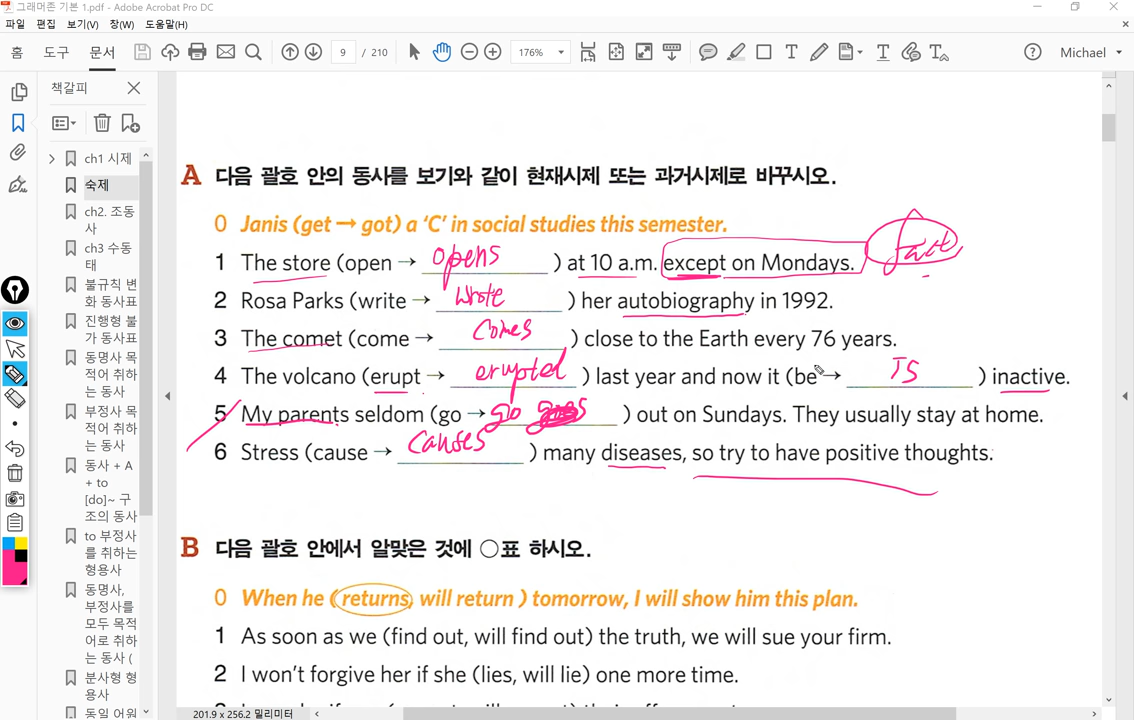 그래머존 기본 1.pdf - Adobe Acrobat Pro DC
파일 편집 보기(V) 창(W) 도움말(H)
홈 도구 문서 9 / 210 176% Michael
책갈피
ch1 시제
숙제
ch2. 조동
사
ch3 수동
태
불규칙 변
화 동사표
진행형 불
가 동사표
동명사 목
적어 취하
는 동사
부정사 목
적어 취하
는 동사
동사 + A
+ to
[do]~ 구
조의 동사
to 부정사
를 취하는
형용사
동명사,
부정사를
모두 목적
어로 취하
는 동사 (
분사형 형
용사
동일 어원
A 다음 괄호 안의 동사를 보기와 같이 현재시제 또는 과거시제로 바꾸시오.
0 Janis (get → got) a ‘C’ in social studies this semester.
1 The store (open → opens ) at 10 a.m. except on Mondays. fact
2 Rosa Parks (write → wrote ) her autobiography in 1992.
3 The comet (come → comes ) close to the Earth every 76 years.
4 The volcano (erupt → erupted ) last year and now it (be → is ) inactive.
5 My parents seldom (go → go goes ) out on Sundays. They usually stay at home.
6 Stress (cause → causes ) many diseases, so try to have positive thoughts.
B 다음 괄호 안에서 알맞은 것에 ○표 하시오.
0 When he (returns, will return ) tomorrow, I will show him this plan.
1 As soon as we (find out, will find out) the truth, we will sue your firm.
2 I won’t forgive her if she (lies, will lie) one more time.
201.9 x 256.2 밀리미터